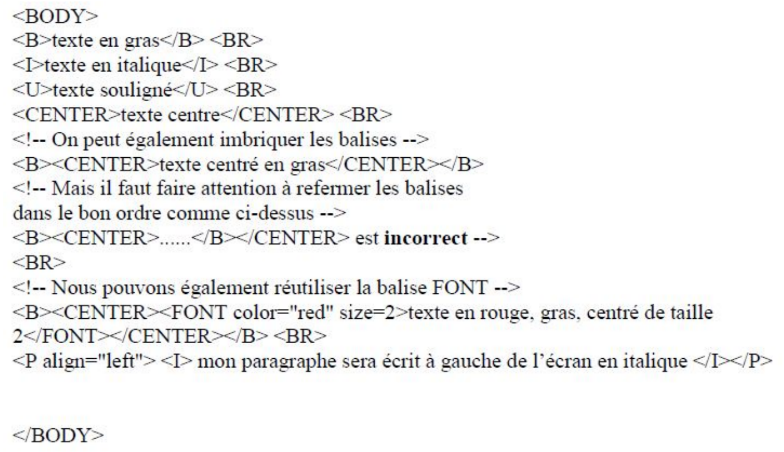 <BODY>
<B>texte en gras</B> <BR>
<I>texte en italique</I> <BR>
<U>texte souligné</U> <BR>
<CENTER>texte centre</CENTER> <BR>
<!-- On peut également imbriquer les balises -->
<B><CENTER>texte centré en gras</CENTER></B>
<!-- Mais il faut faire attention à refermer les balises
dans le bon ordre comme ci-dessus -->
<B><CENTER>......</B></CENTER> est incorrect -->
<BR>
<!-- Nous pouvons également réutiliser la balise FONT -->
<B><CENTER><FONT color="red" size=2>texte en rouge, gras, centré de taille
2</FONT></CENTER></B> <BR>
<P align="left"> <I> mon paragraphe sera écrit à gauche de l’écran en italique </I></P>
</BODY>